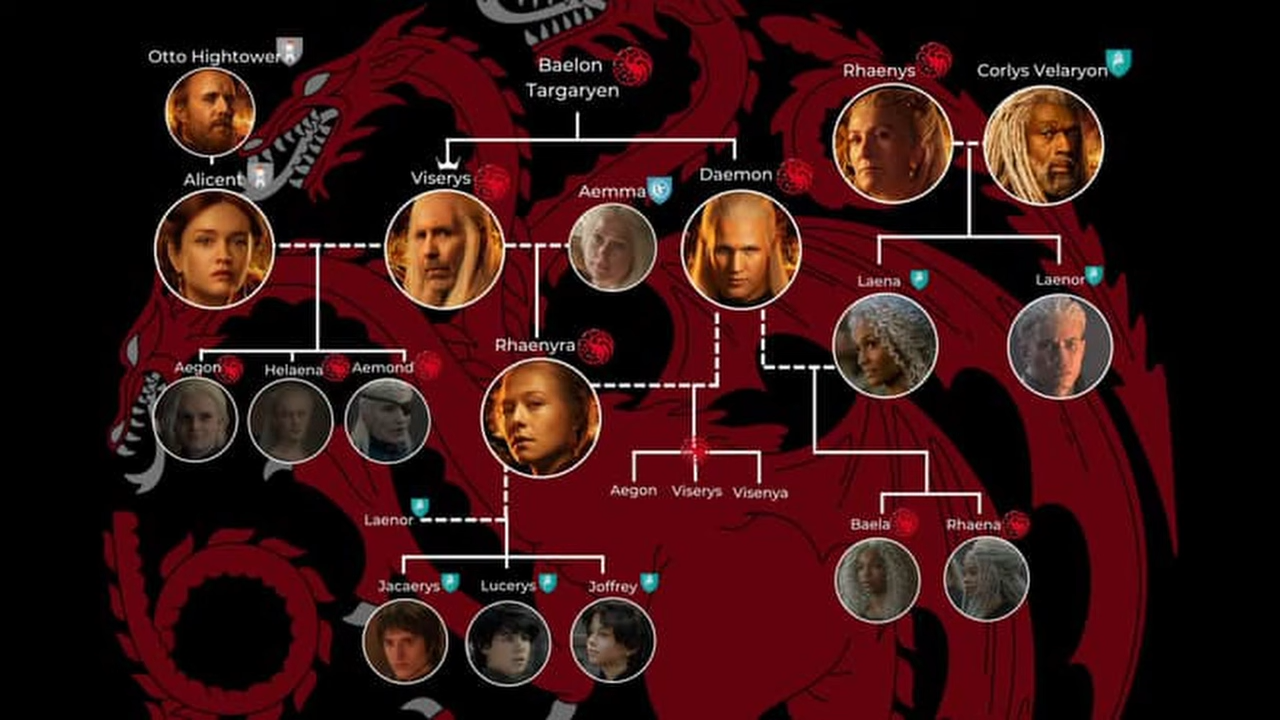 Otto Hightower
Baelon
Targaryen
Rhaenys
Corlys Velaryon
Alicent
Viserys
Aemma
Daemon
Laena
Laenor
Rhaenyra
Aegon
Helaena
Aemond
Aegon
Viserys
Visenya
Laenor
Baela
Rhaena
Jacaerys
Lucerys
Joffrey